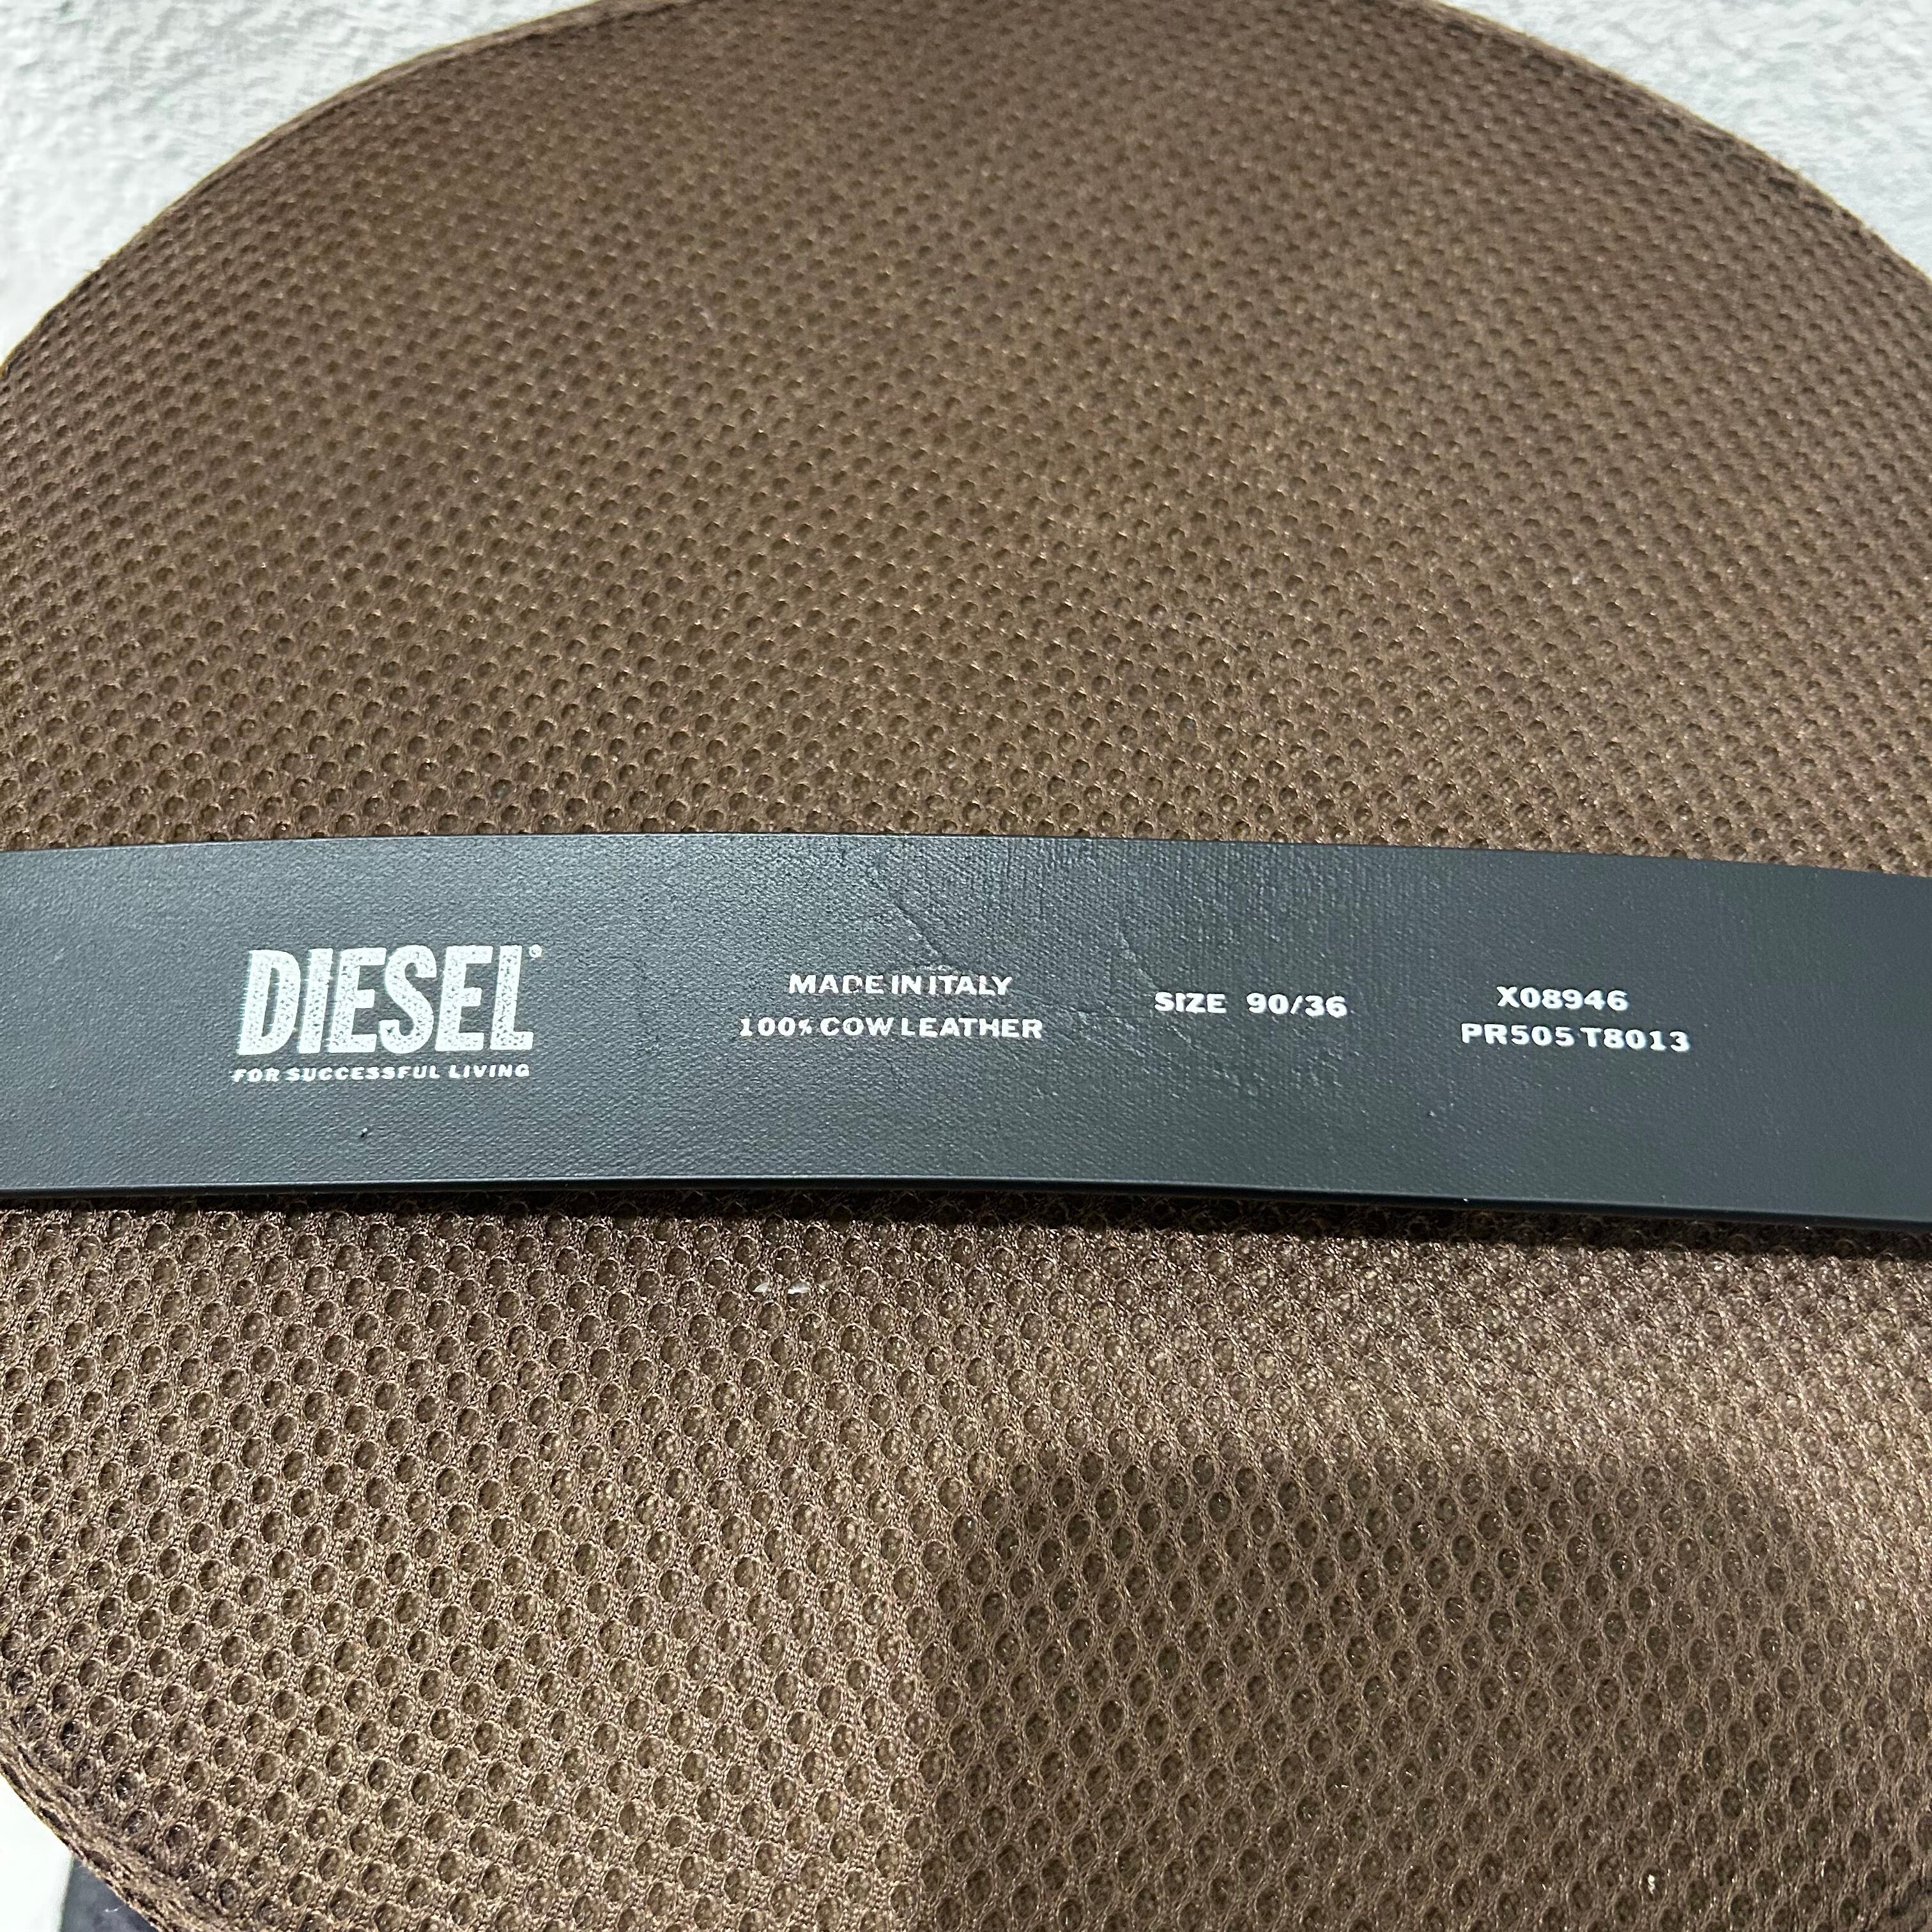 DIESEL
FOR SUCCESSFUL LIVING
MADE IN ITALY
100% COW LEATHER
SIZE 90/36
X08946
PR505 T8013